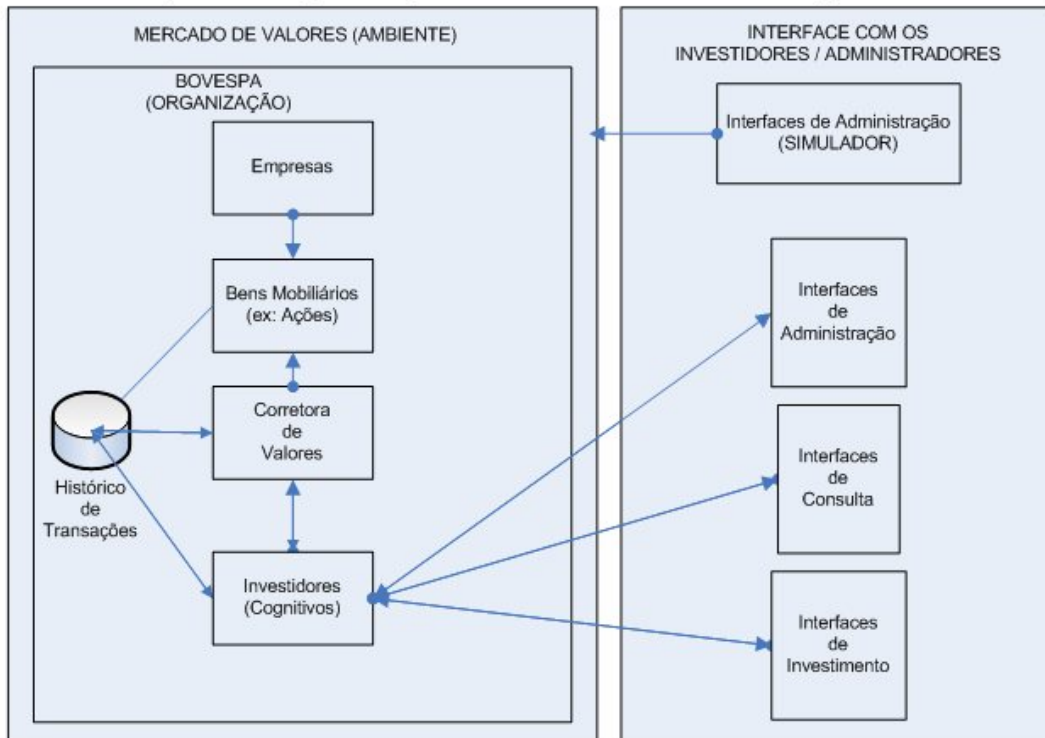 MERCADO DE VALORES (AMBIENTE)
BOVESPA
(ORGANIZAÇÃO)
Empresas
Bens Mobiliários
(ex: Ações)
Corretora
de
Valores
Histórico
de
Transações
Investidores
(Cognitivos)
INTERFACE COM OS
INVESTIDORES / ADMINISTRADORES
Interfaces de Administração
(SIMULADOR)
Interfaces
de
Administração
Interfaces
de
Consulta
Interfaces
de
Investimento